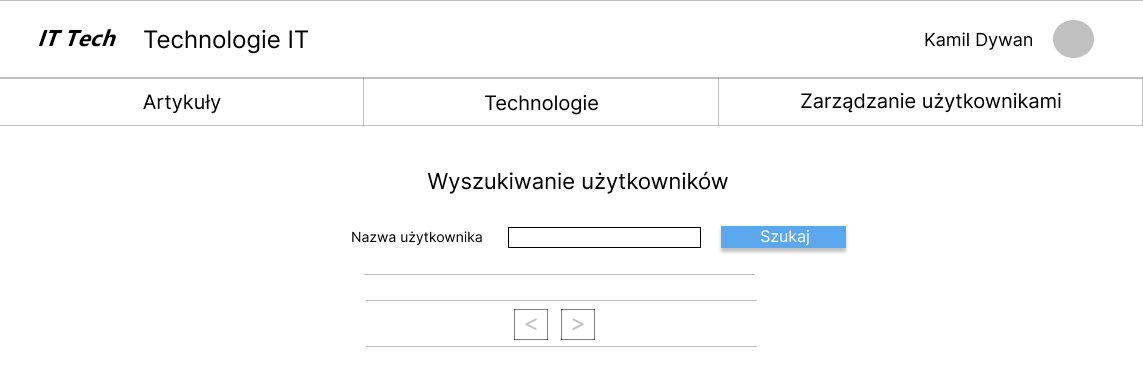 IT Tech Technologie IT Kamil Dywan
Artykuły Technologie Zarządzanie użytkownikami
Wyszukiwanie użytkowników
Nazwa użytkownika Szukaj
< >